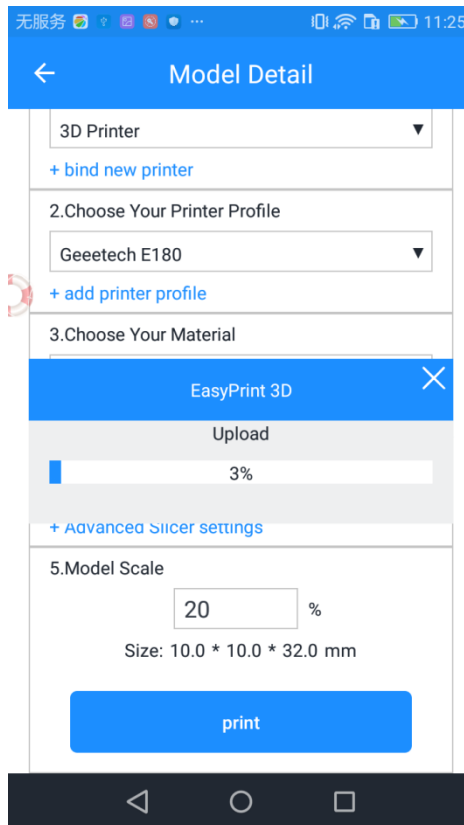 无服务 ··· 11:25
Model Detail
3D Printer
+ bind new printer
2.Choose Your Printer Profile
Geeetech E180
+ add printer profile
3.Choose Your Material
EasyPrint 3D
Upload
3%
+ Advanced Slicer settings
5.Model Scale
20 %
Size: 10.0 * 10.0 * 32.0 mm
print